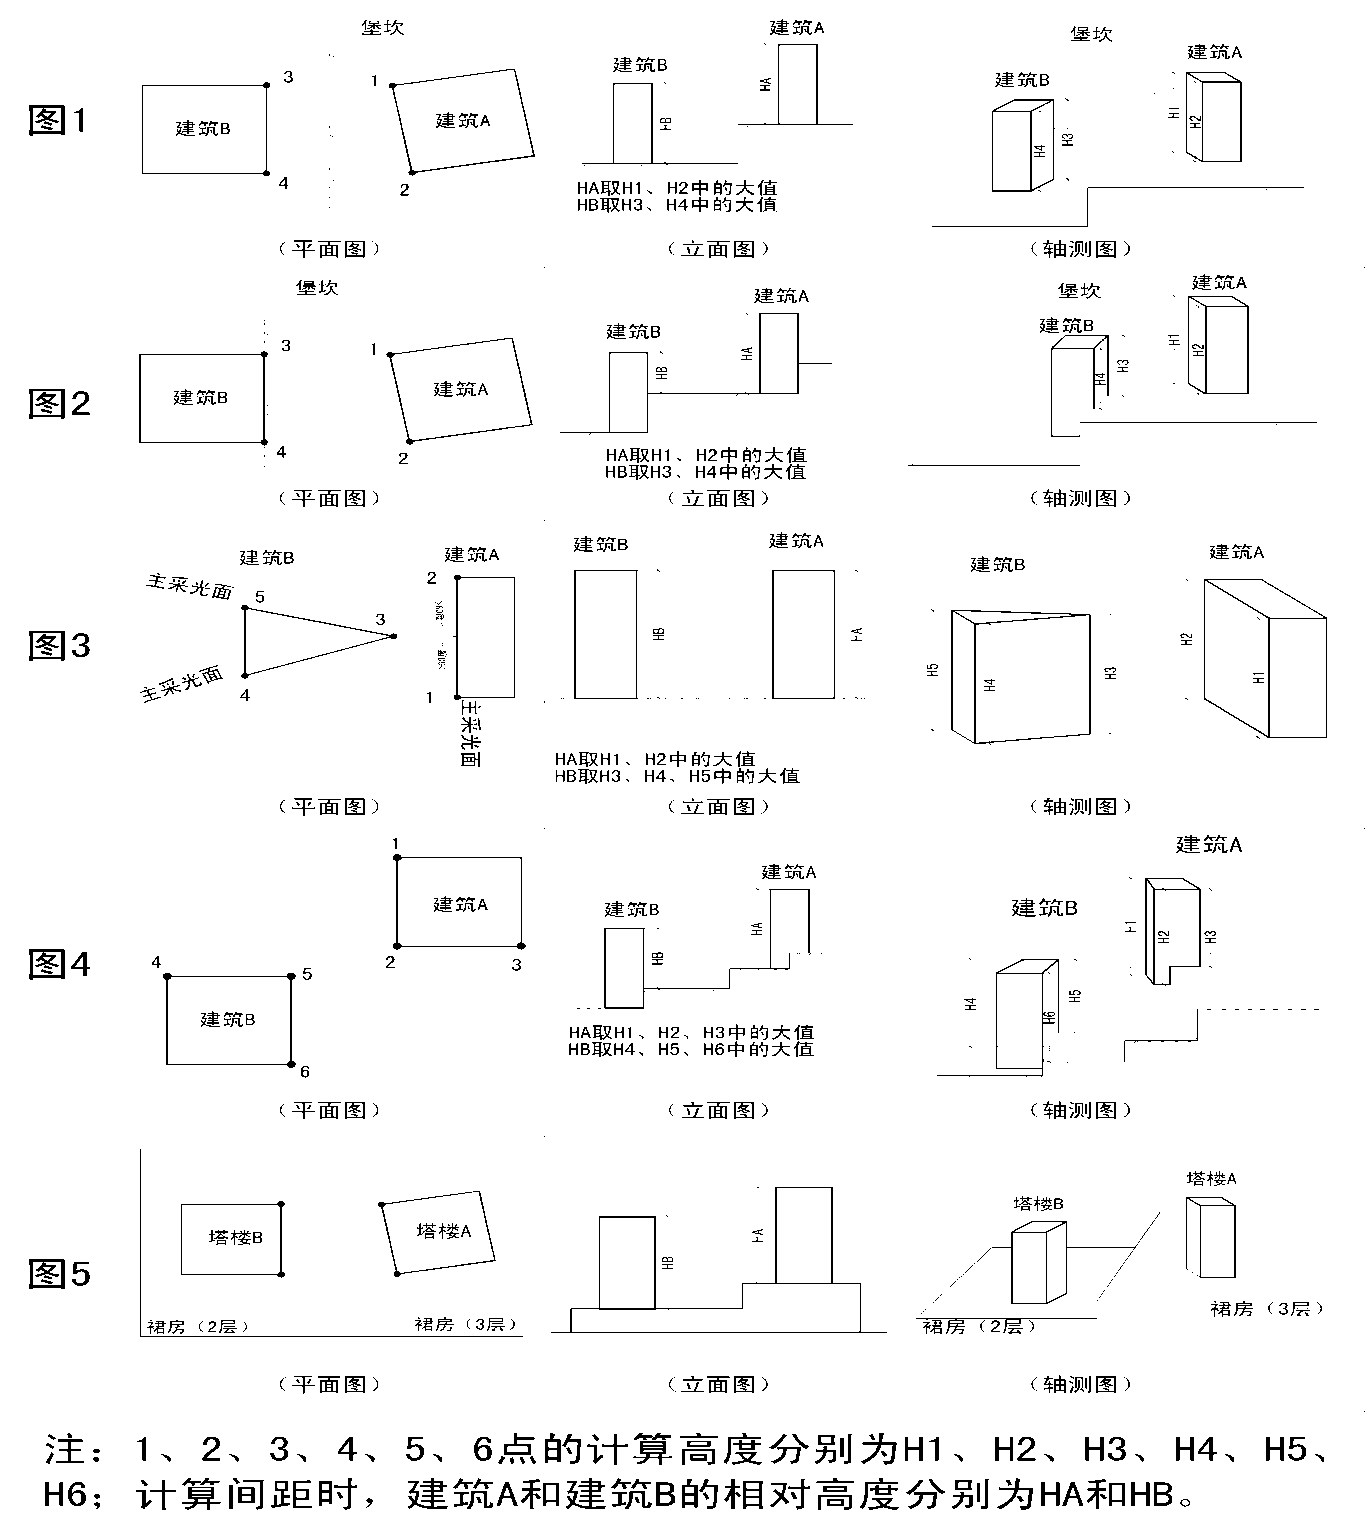 图1
堡坎
建筑B
3
4
1
建筑A
2
（平面图）
建筑A
建筑B
HA
HB
HA取H1、H2中的大值
HB取H3、H4中的大值
（立面图）
堡坎
建筑A
建筑B
H1
H2
H3
H4
（轴测图）
图2
堡坎
建筑B
3
4
1
建筑A
2
（平面图）
建筑A
建筑B
HA
HB
HA取H1、H2中的大值
HB取H3、H4中的大值
（立面图）
堡坎
建筑A
建筑B
H1
H2
H3
H4
（轴测图）
图3
建筑B
主采光面
5
3
主采光面
4
建筑A
2
1
主采光面
（平面图）
建筑B
建筑A
HB
HA
HA取H1、H2中的大值
HB取H3、H4、H5中的大值
（立面图）
建筑B
建筑A
H5
H4
H3
H2
H1
（轴测图）
图4
1
建筑A
2
3
4
5
建筑B
6
（平面图）
建筑A
建筑B
HA
HB
HA取H1、H2、H3中的大值
HB取H4、H5、H6中的大值
（立面图）
建筑A
建筑B
H1
H2
H3
H4
H5
H6
（轴测图）
图5
塔楼B
塔楼A
裙房（2层）
裙房（3层）
（平面图）
HA
HB
（立面图）
塔楼A
塔楼B
裙房（3层）
裙房（2层）
（轴测图）
注：1、2、3、4、5、6点的计算高度分别为H1、H2、H3、H4、H5、
H6；计算间距时，建筑A和建筑B的相对高度分别为HA和HB。